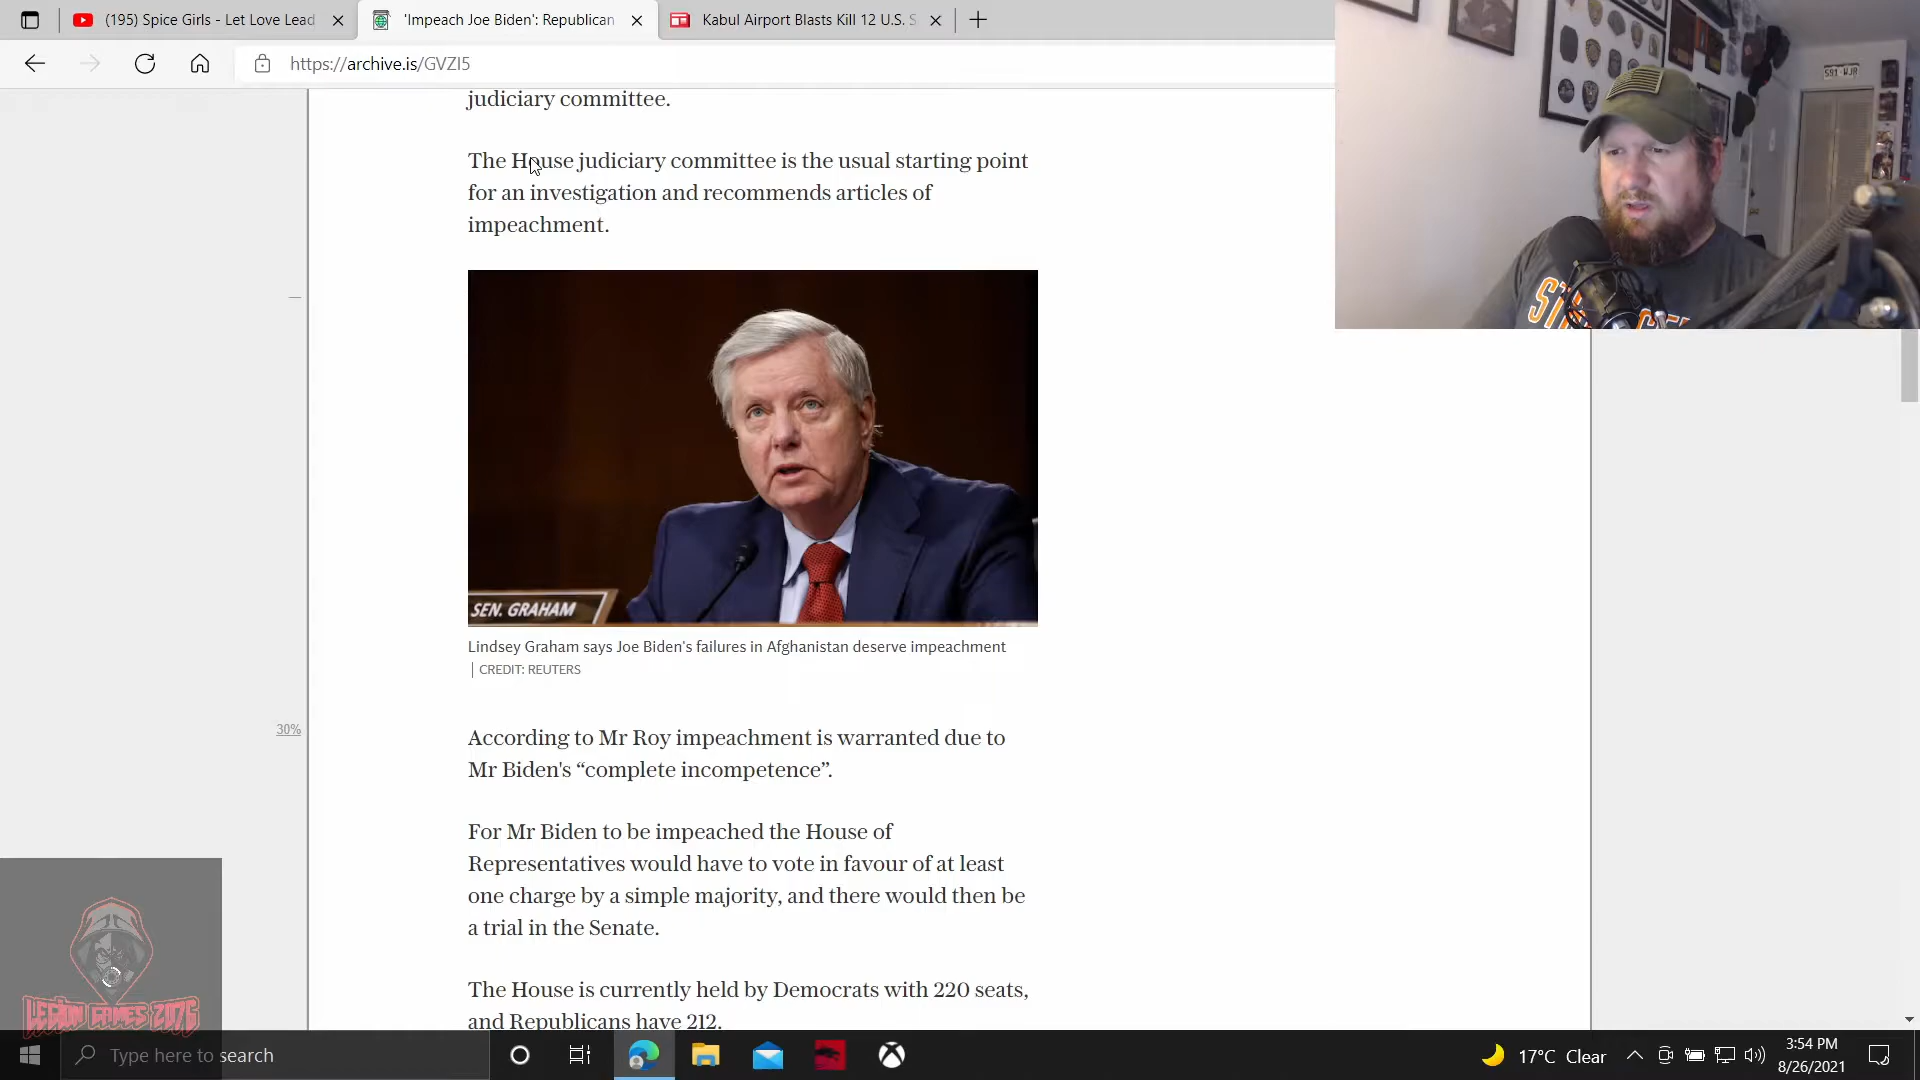 (195) Spice Girls - Let Love Lead
'Impeach Joe Biden': Republican
Kabul Airport Blasts Kill 12 U.S. S
https://archive.is/GVZI5
judiciary committee.
The House judiciary committee is the usual starting point
for an investigation and recommends articles of
impeachment.
SEN. GRAHAM
Lindsey Graham says Joe Biden's failures in Afghanistan deserve impeachment
| CREDIT: REUTERS
30%
According to Mr Roy impeachment is warranted due to
Mr Biden's “complete incompetence”.
For Mr Biden to be impeached the House of
Representatives would have to vote in favour of at least
one charge by a simple majority, and there would then be
a trial in the Senate.
The House is currently held by Democrats with 220 seats,
and Republicans have 212.
LEGION GAMES 2076
Type here to search
17°C Clear
3:54 PM
8/26/2021